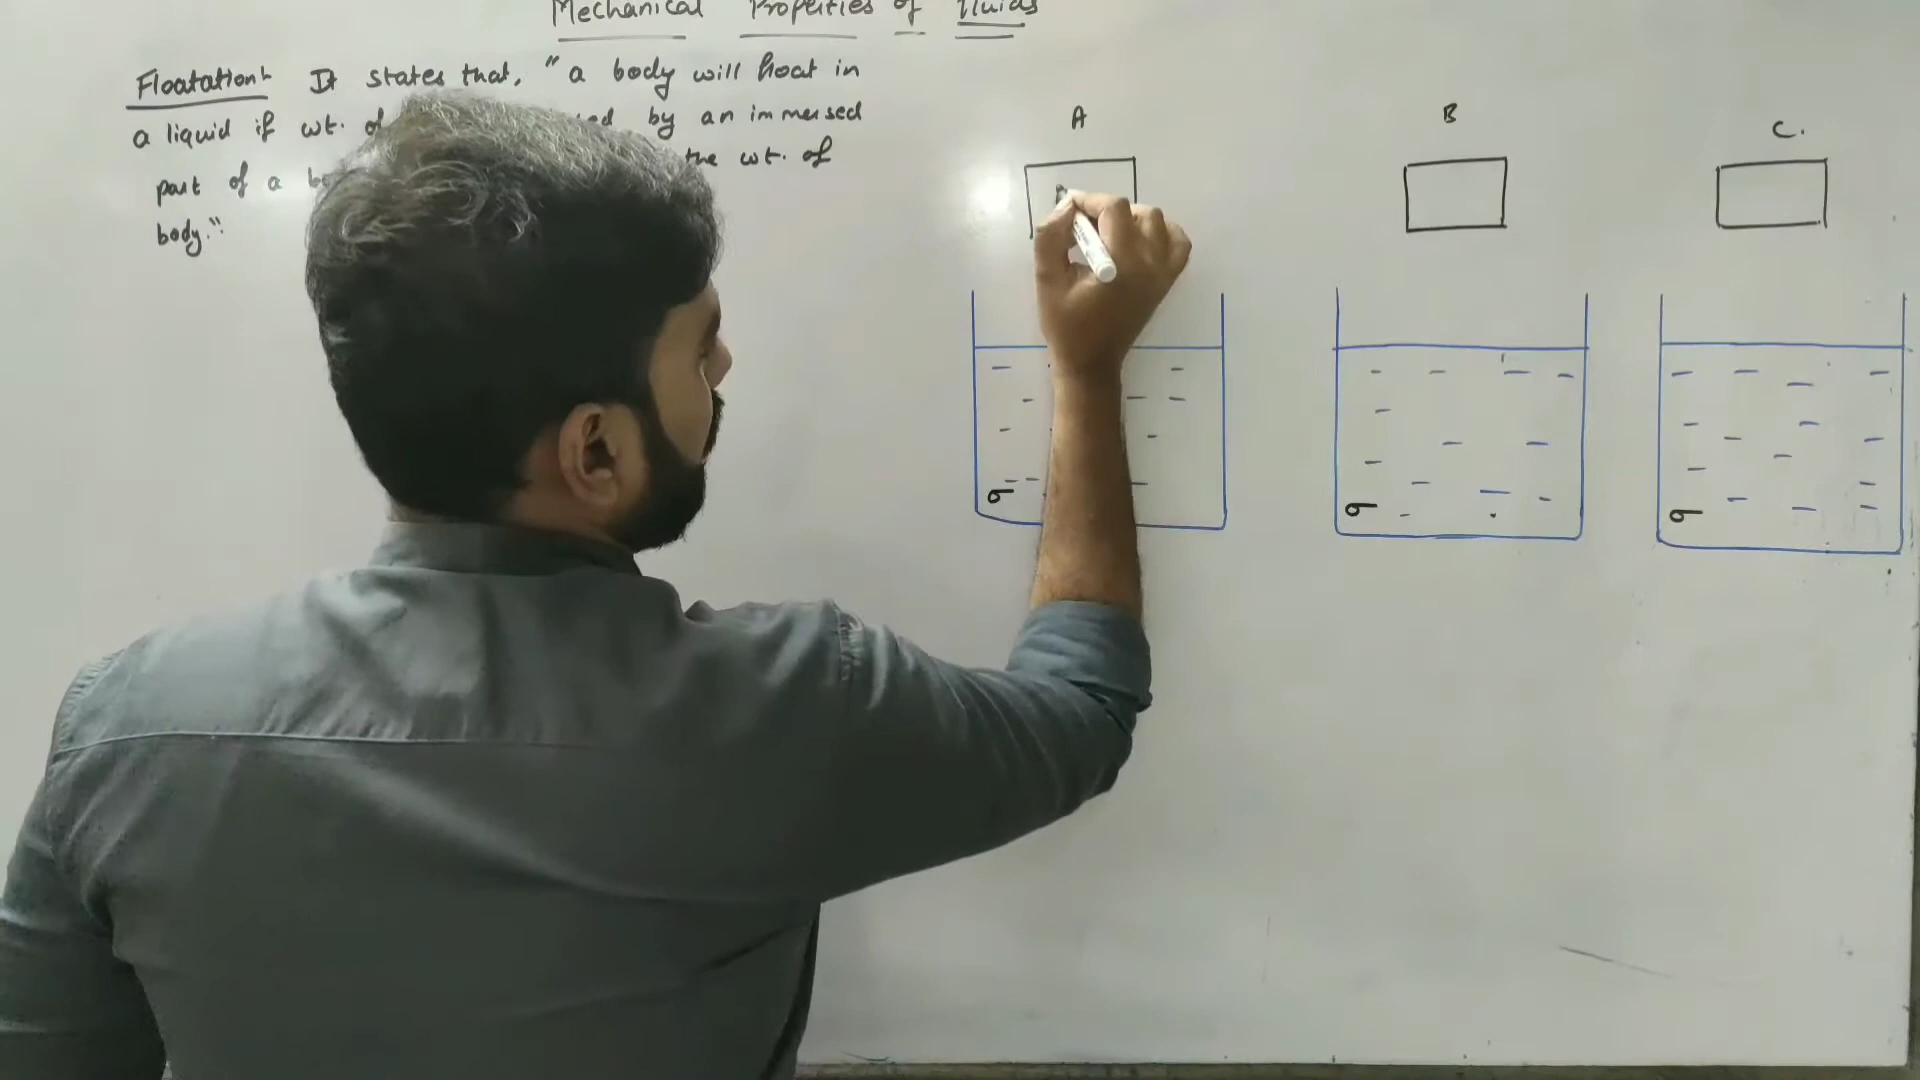 Mechanical Properties of fluids
Floatation:- It states that, "a body will float in
a liquid if wt. of by an immersed
part of a the wt. of
body."
A
B
C.
σ
σ
σ